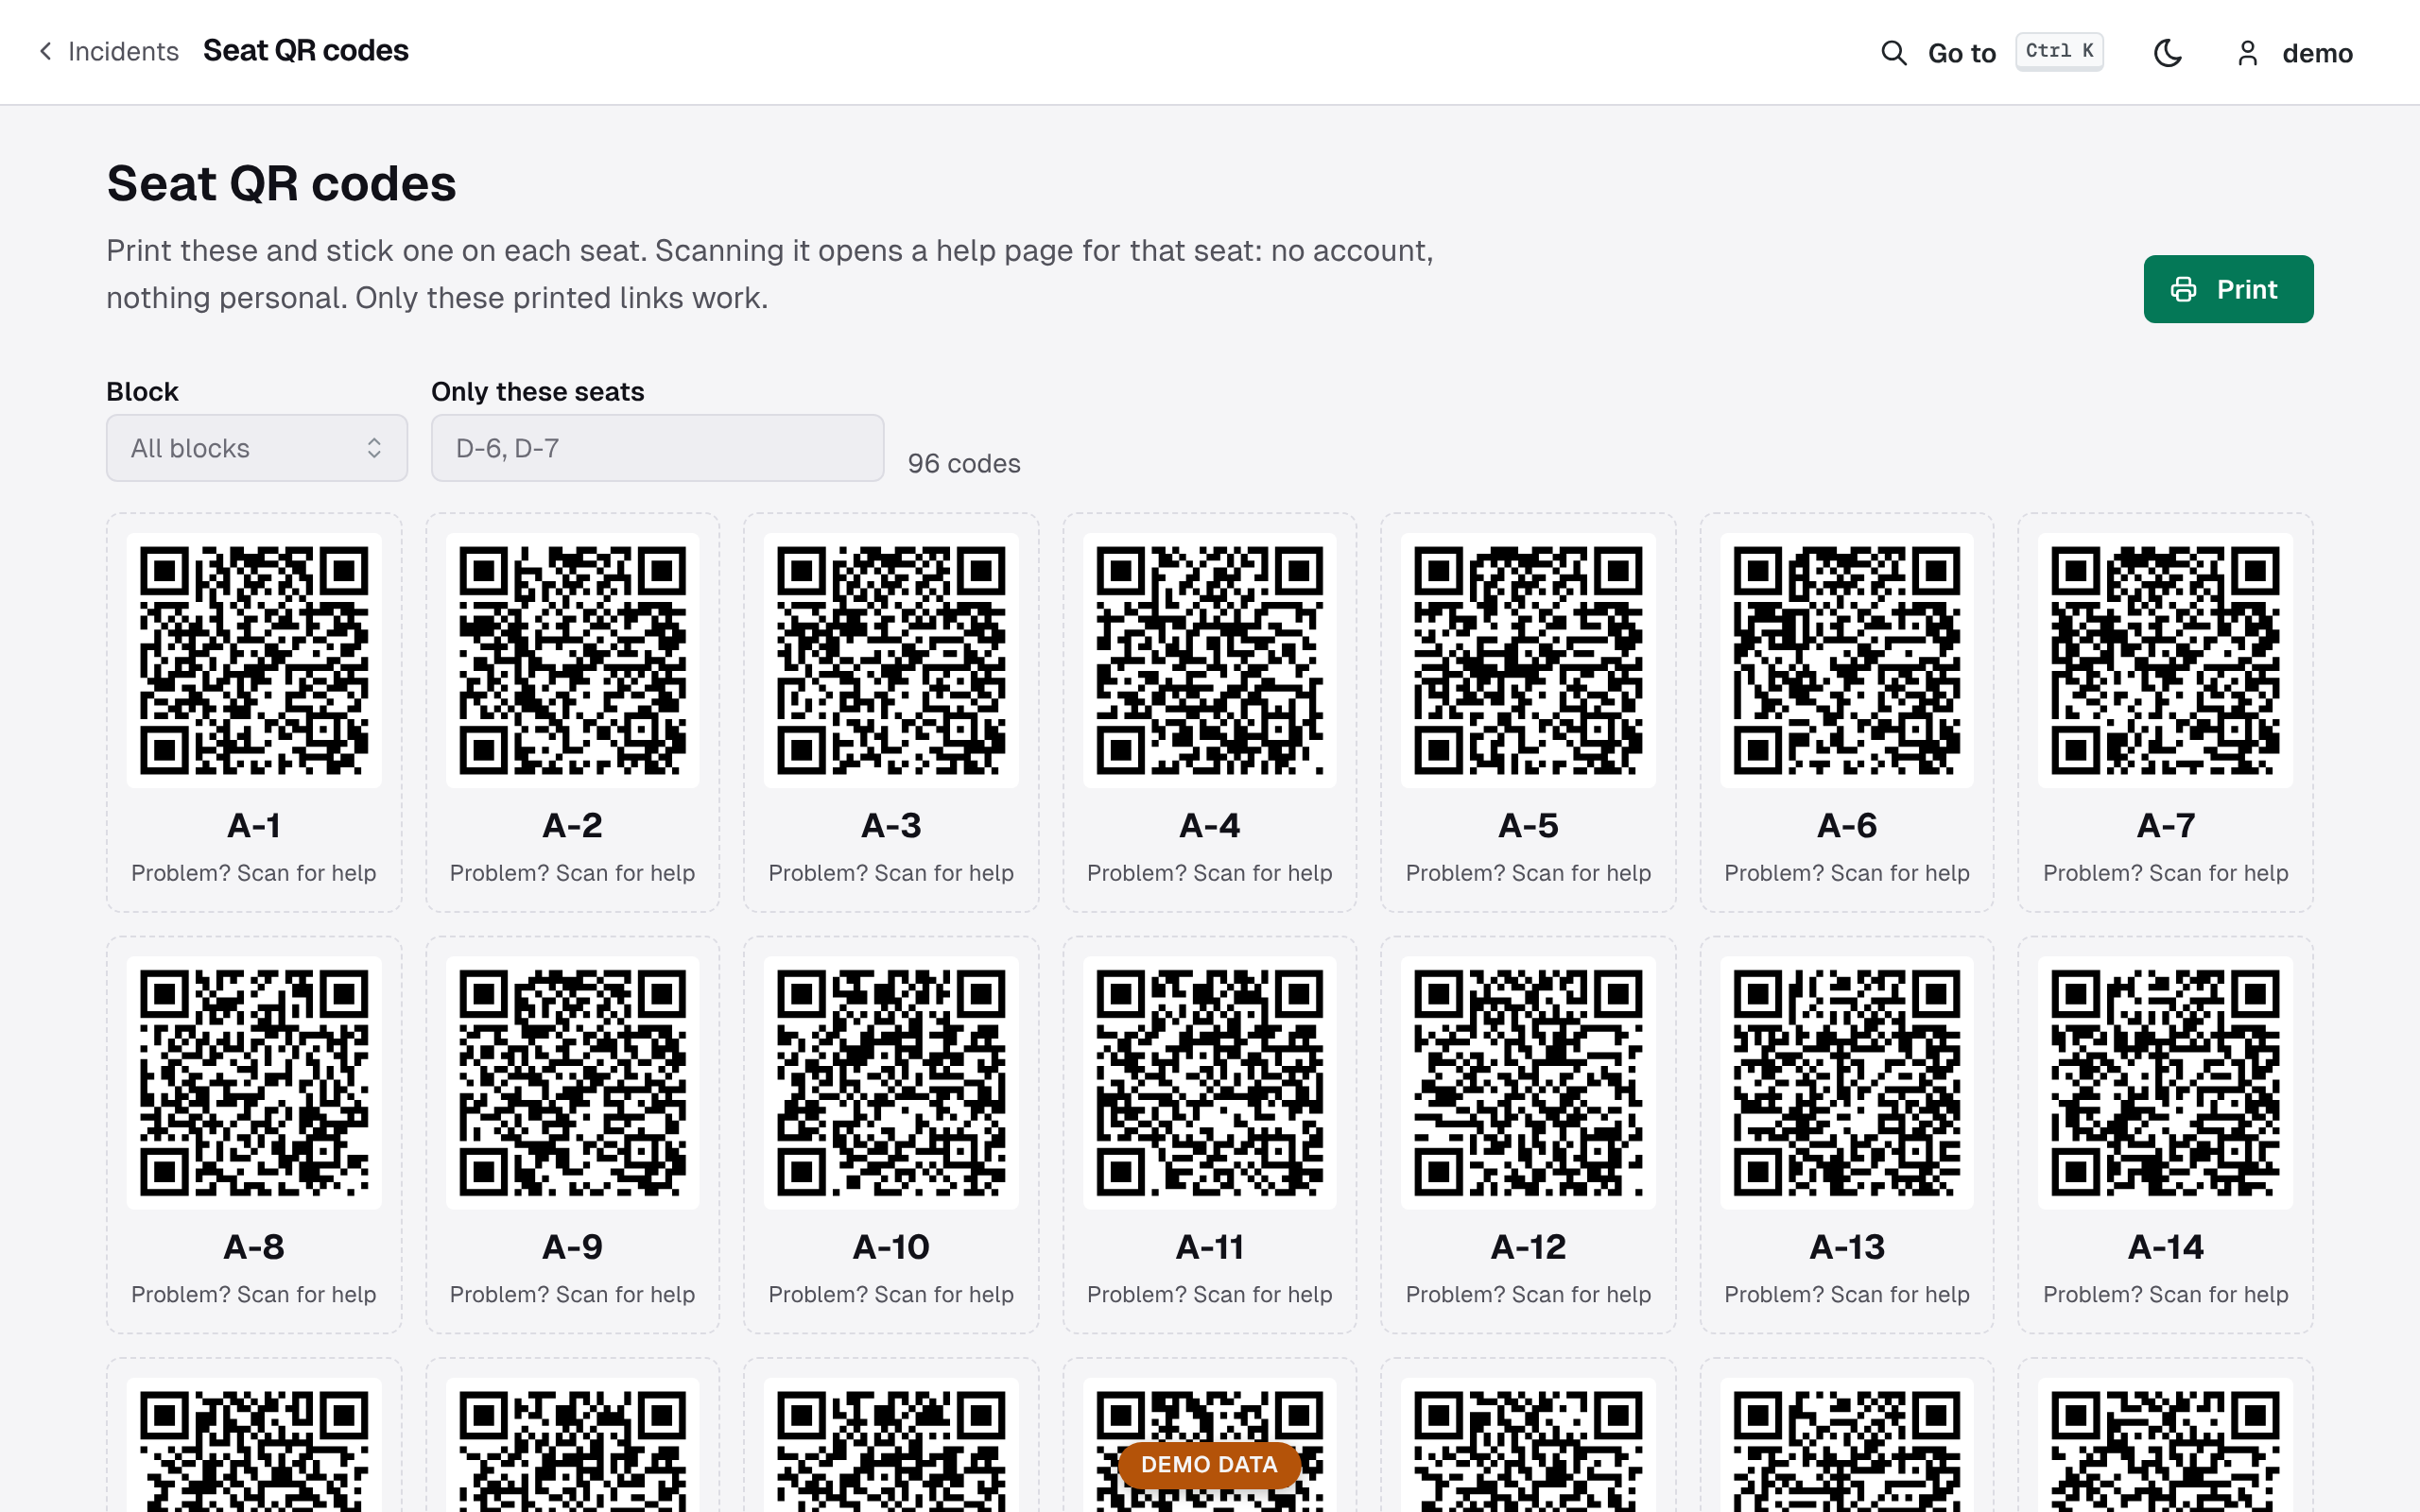 Incidents Seat QR codes Go to Ctrl K demo
Seat QR codes
Print these and stick one on each seat. Scanning it opens a help page for that seat: no account,
nothing personal. Only these printed links work.
Print
Block Only these seats
All blocks D-6, D-7 96 codes
A-1 A-2 A-3 A-4 A-5 A-6 A-7
Problem? Scan for help Problem? Scan for help Problem? Scan for help Problem? Scan for help Problem? Scan for help Problem? Scan for help Problem? Scan for help
A-8 A-9 A-10 A-11 A-12 A-13 A-14
Problem? Scan for help Problem? Scan for help Problem? Scan for help Problem? Scan for help Problem? Scan for help Problem? Scan for help Problem? Scan for help
DEMO DATA